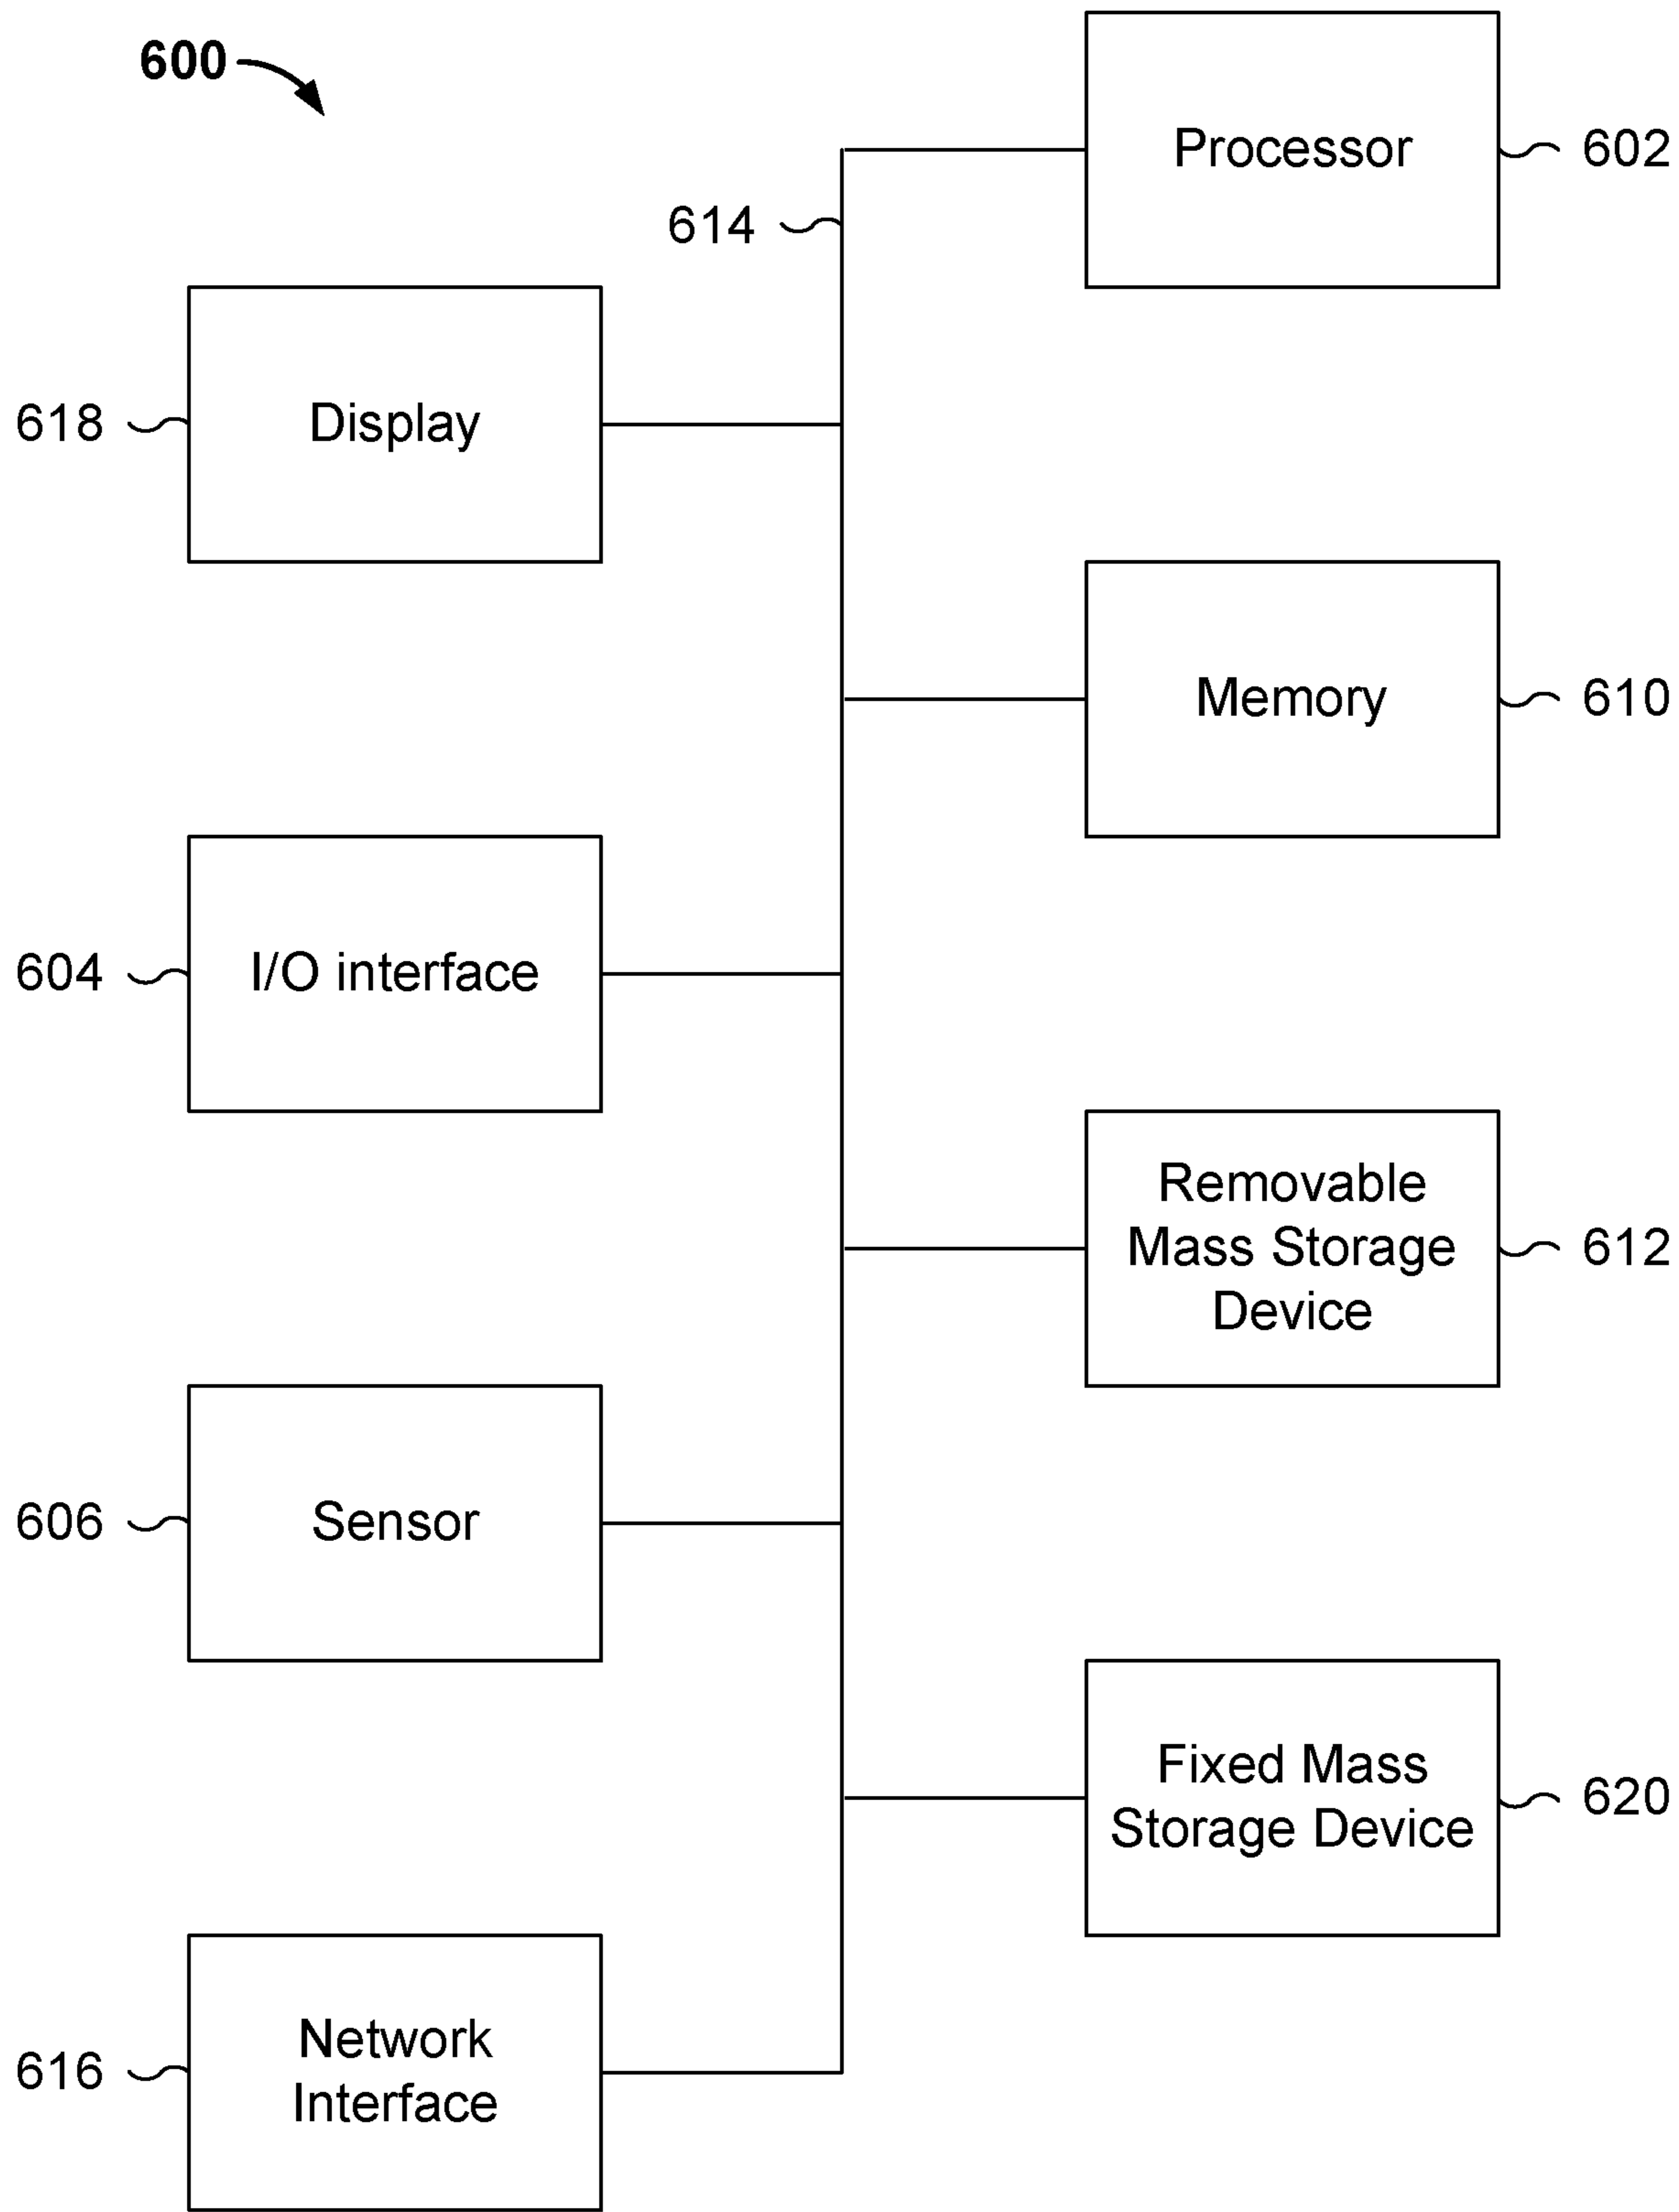 600
Processor
602
614
618
Display
Memory
610
604
I/O interface
Removable
Mass Storage
Device
612
606
Sensor
Fixed Mass
Storage Device
620
616
Network
Interface